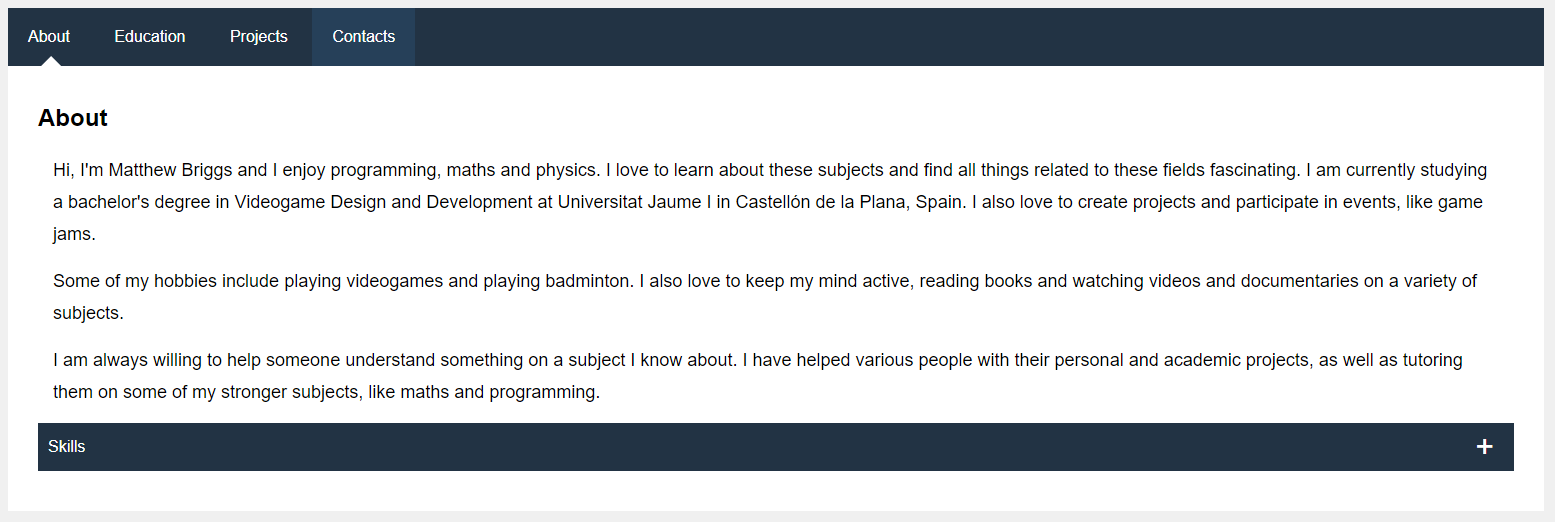 About Education Projects Contacts
About
Hi, I'm Matthew Briggs and I enjoy programming, maths and physics. I love to learn about these subjects and find all things related to these fields fascinating. I am currently studying
a bachelor's degree in Videogame Design and Development at Universitat Jaume I in Castellón de la Plana, Spain. I also love to create projects and participate in events, like game
jams.
Some of my hobbies include playing videogames and playing badminton. I also love to keep my mind active, reading books and watching videos and documentaries on a variety of
subjects.
I am always willing to help someone understand something on a subject I know about. I have helped various people with their personal and academic projects, as well as tutoring
them on some of my stronger subjects, like maths and programming.
Skills +